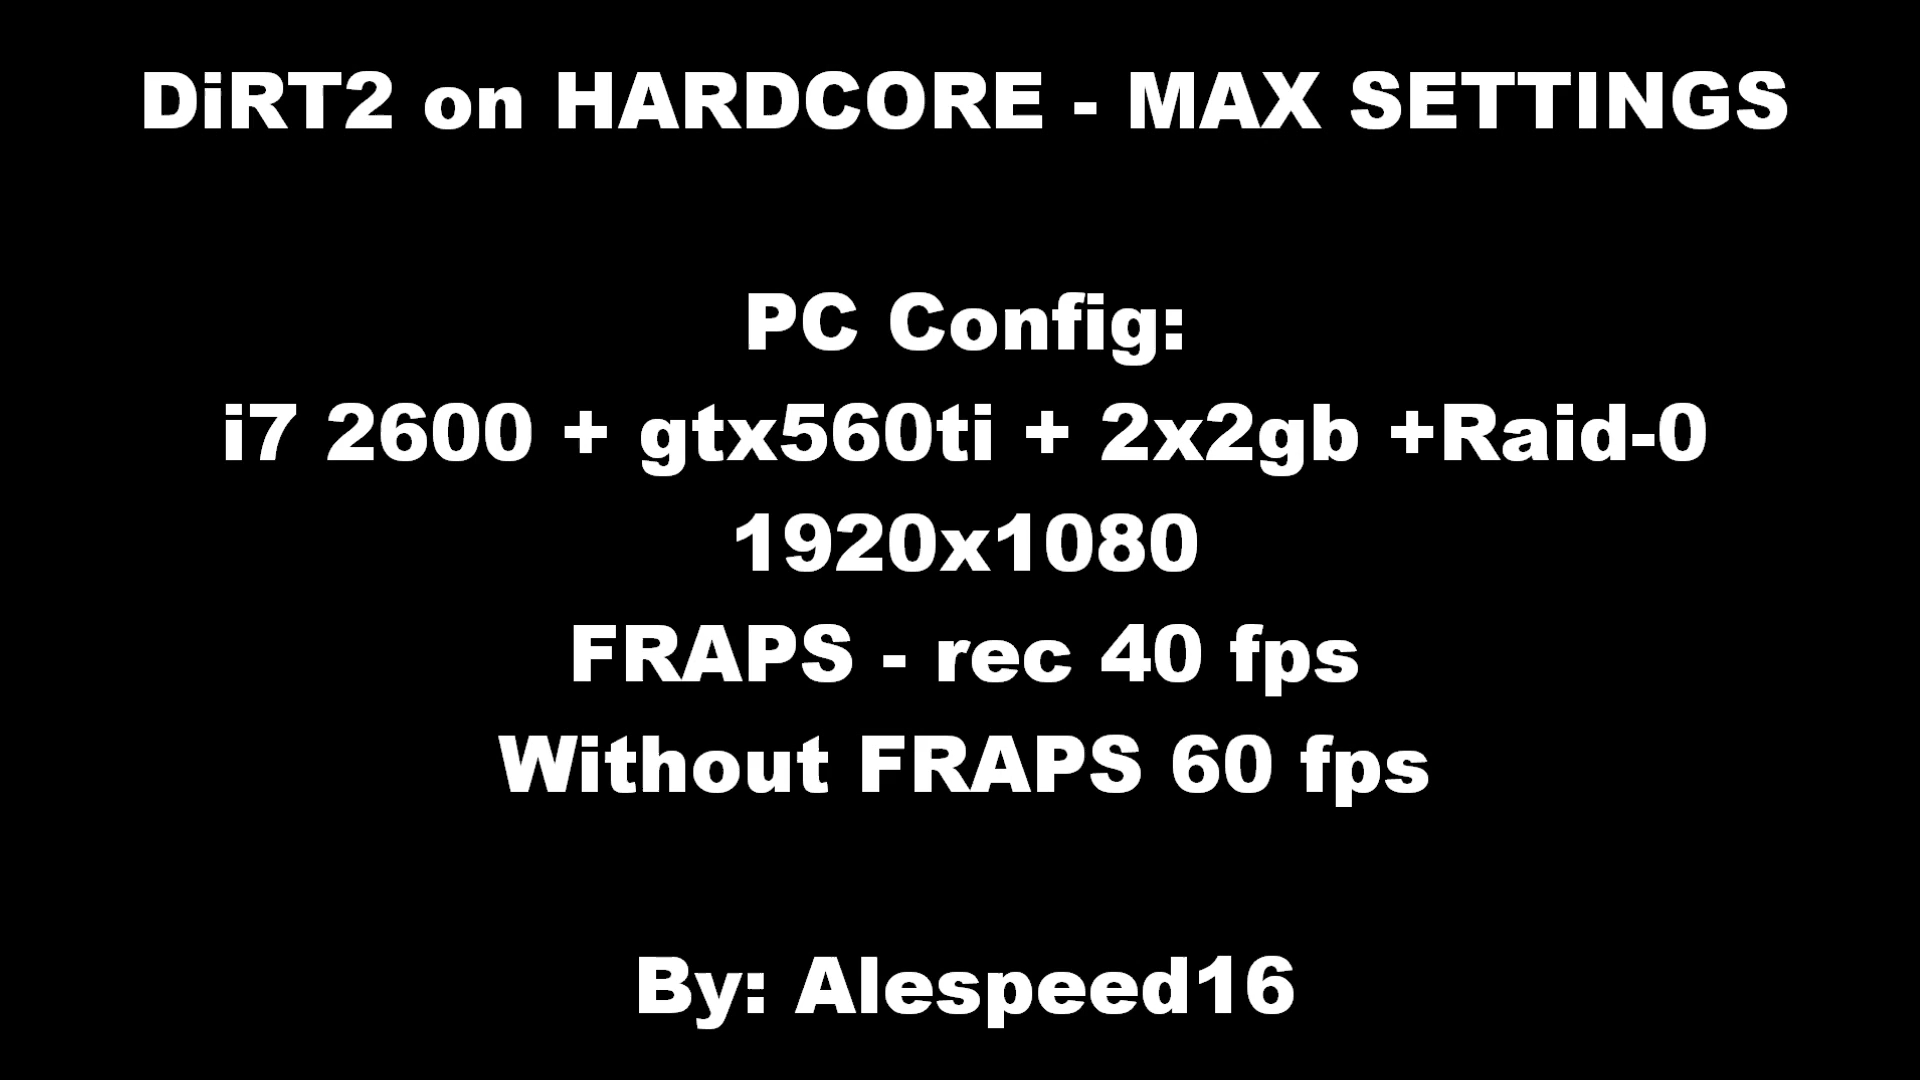 DiRT2 on HARDCORE - MAX SETTINGS
PC Config:
i7 2600 + gtx560ti + 2x2gb +Raid-0
1920x1080
FRAPS - rec 40 fps
Without FRAPS 60 fps
By: Alespeed16